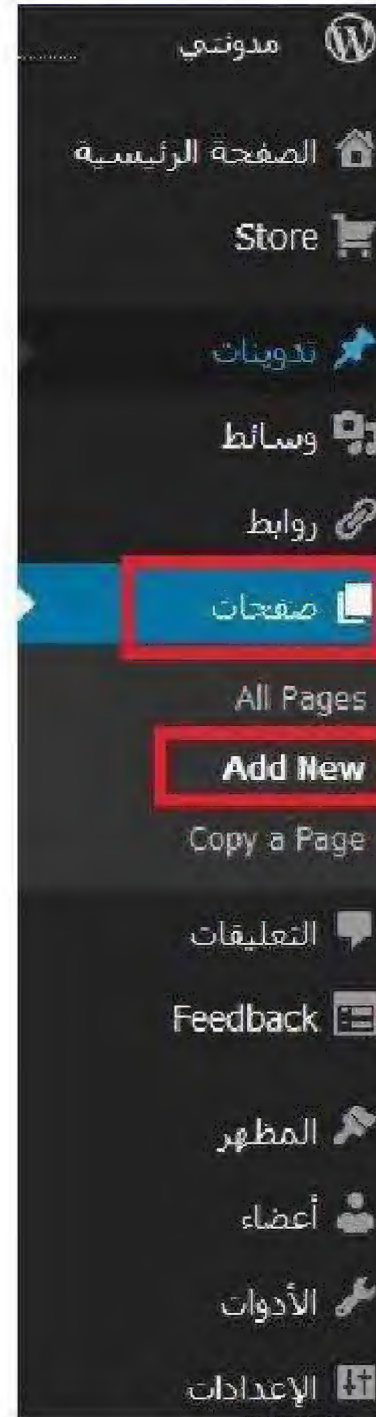 مدونتي
الصفحة الرئيسية
Store
تدوينات
وسائط
روابط
صفحات
All Pages
Add New
Copy a Page
التعليقات
Feedback
المظهر
أعضاء
الأدوات
الإعدادات